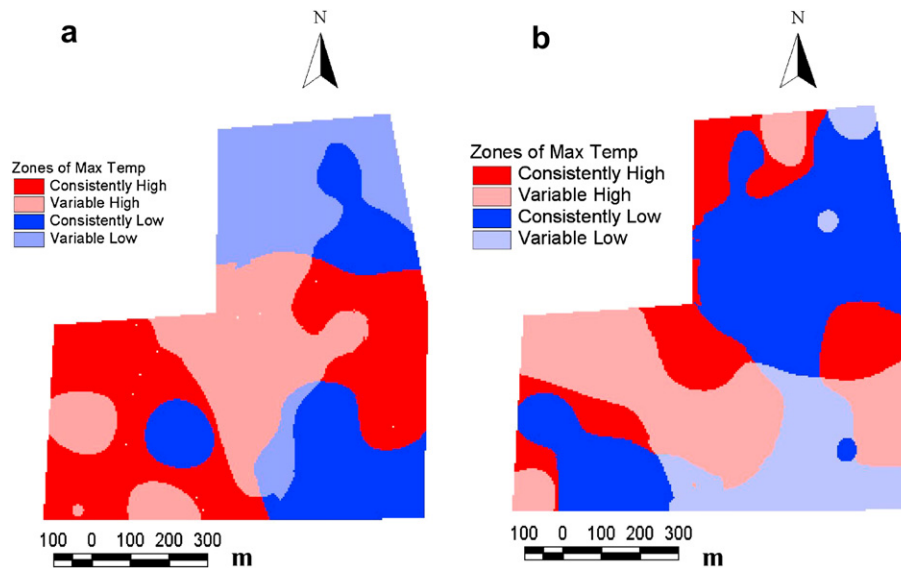 a
N
Zones of Max Temp
Consistently High
Variable High
Consistently Low
Variable Low
100 0 100 200 300
m
b
N
Zones of Max Temp
Consistently High
Variable High
Consistently Low
Variable Low
100 0 100 200 300
m